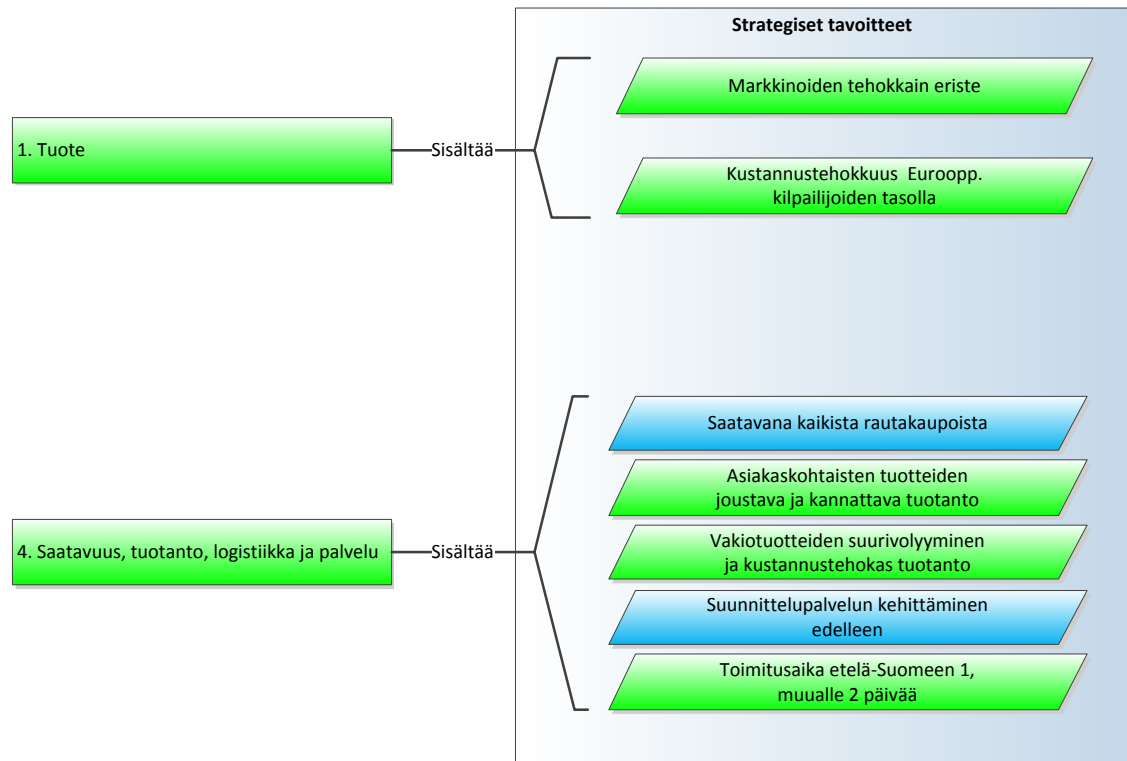 Strategiset tavoitteet
Markkinoiden tehokkain eriste
1. Tuote
Sisältää
Kustannustehokkuus Euroopp.
kilpailijoiden tasolla
Saatavana kaikista rautakaupoista
Asiakaskohtaisten tuotteiden
joustava ja kannattava tuotanto
4. Saatavuus, tuotanto, logistiikka ja palvelu
Sisältää
Vakiotuotteiden suurivolyyminen
ja kustannustehokas tuotanto
Suunnittelupalvelun kehittäminen
edelleen
Toimitusaika etelä-Suomeen 1,
muualle 2 päivää